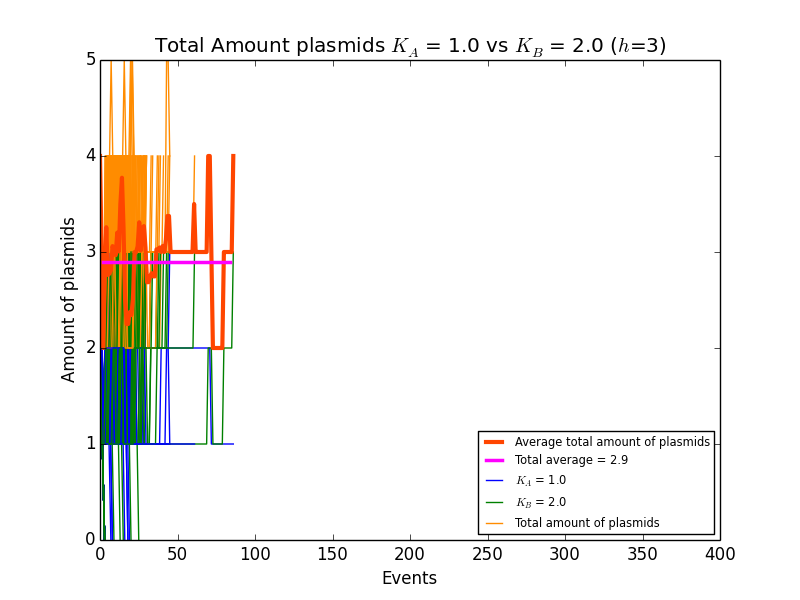 Total Amount plasmids K_A = 1.0 vs K_B = 2.0 (h=3)
5
4
3
2
1
0
Amount of plasmids
Average total amount of plasmids
Total average = 2.9
K_A = 1.0
K_B = 2.0
Total amount of plasmids
0 50 100 150 200 250 300 350 400
Events